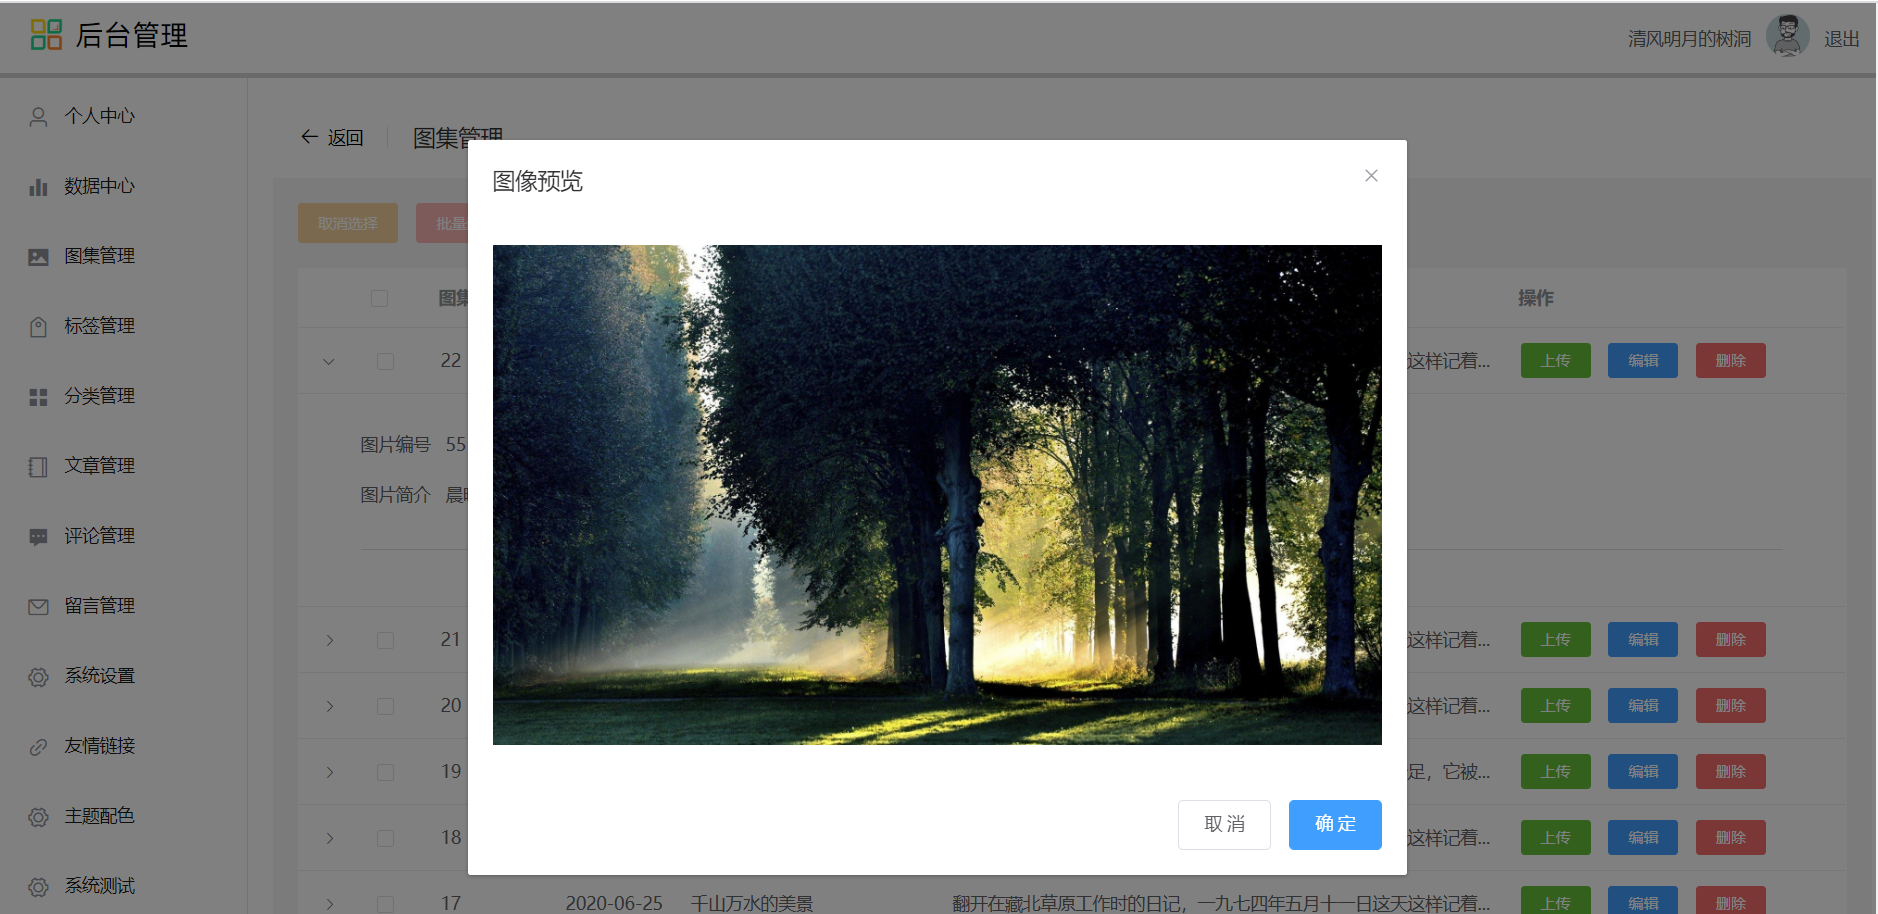 后台管理
清风明月的树洞 退出
个人中心
数据中心
图集管理
标签管理
分类管理
文章管理
评论管理
留言管理
系统设置
友情链接
主题配色
系统测试
返回 图集管理
取消选择 批量
图集 操作
22 这样记着... 上传 编辑 删除
图片编号 55
图片简介 晨
21 这样记着... 上传 编辑 删除
20 这样记着... 上传 编辑 删除
19 足，它被... 上传 编辑 删除
18 这样记着... 上传 编辑 删除
17 2020-06-25 千山万水的美景 翻开在藏北草原工作时的日记，一九七四年五月十一日这天这样记着... 上传 编辑 删除
图像预览
取消 确定